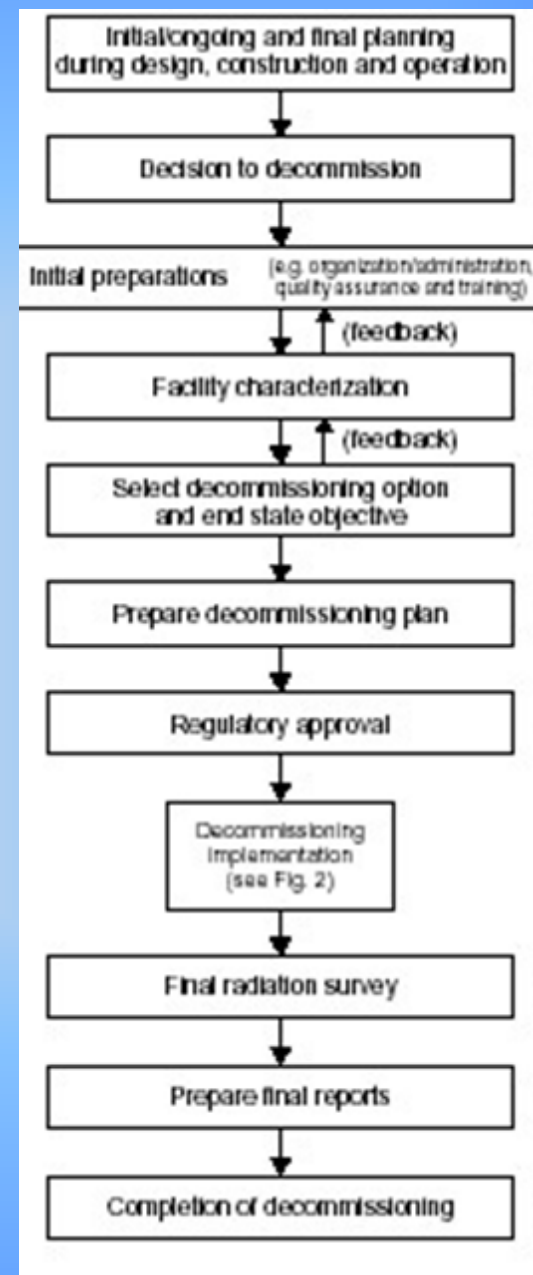 Initial/ongoing and final planning
during design, construction and operation
Decision to decommission
Initial preparations (e.g. organization/administration,
quality assurance and training)
(feedback)
Facility characterization
(feedback)
Select decommissioning option
and end state objective
Prepare decommissioning plan
Regulatory approval
Decommissioning
implementation
(see Fig. 2)
Final radiation survey
Prepare final reports
Completion of decommissioning